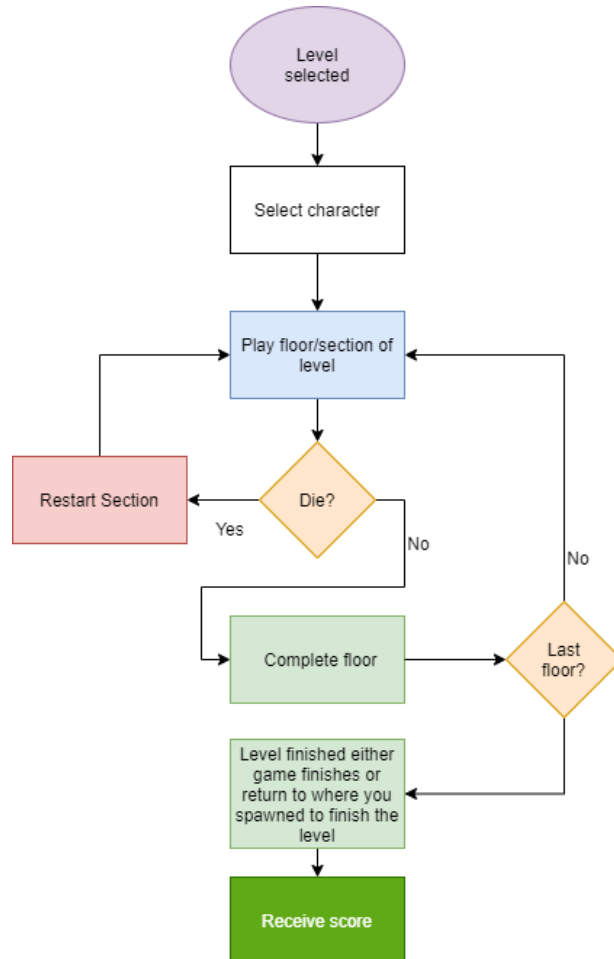 Level
selected
Select character
Play floor/section of
level
Restart Section
Die?
Yes
No
No
Complete floor
Last
floor?
Level finished either
game finishes or
return to where you
spawned to finish the
level
Receive score